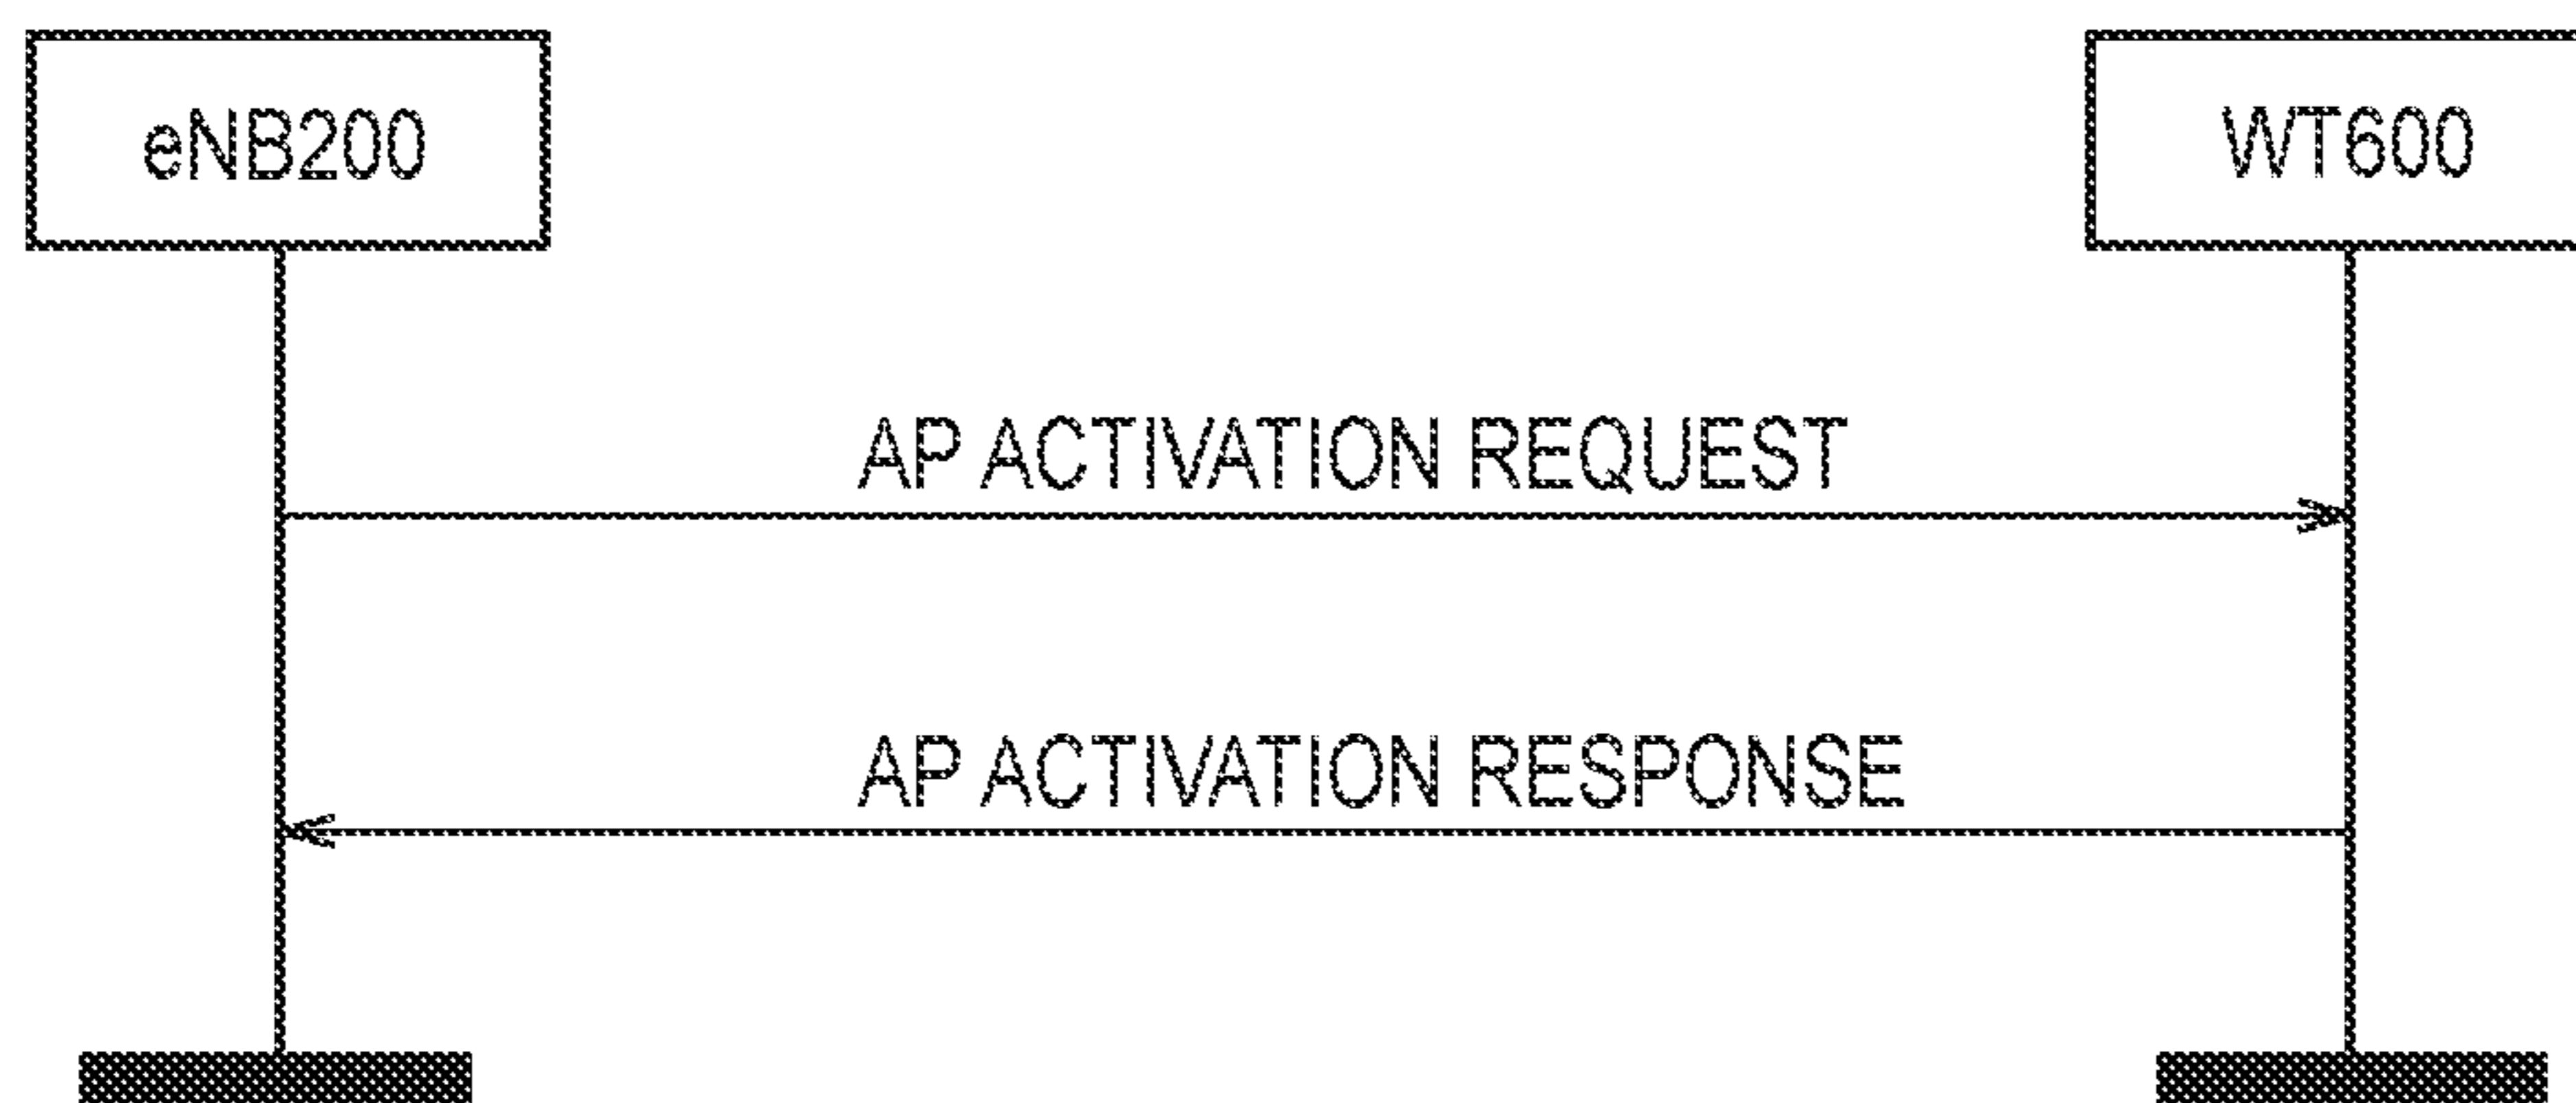 eNB200
WT600
AP ACTIVATION REQUEST
AP ACTIVATION RESPONSE